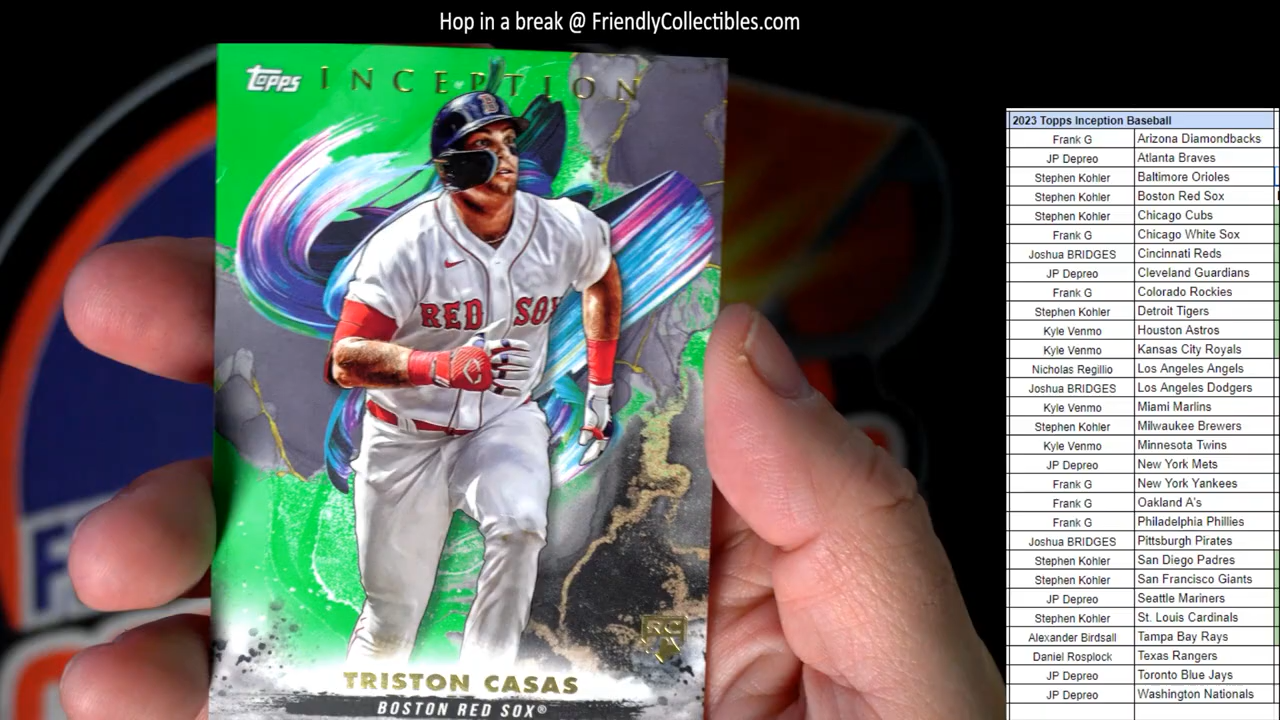 Hop in a break @ FriendlyCollectibles.com
TOPPS INCEPTION
B
RED SOX
TRISTON CASAS
BOSTON RED SOX®
RC
2023 Topps Inception Baseball
Frank G Arizona Diamondbacks
JP Depreo Atlanta Braves
Stephen Kohler Baltimore Orioles
Stephen Kohler Boston Red Sox
Stephen Kohler Chicago Cubs
Frank G Chicago White Sox
Joshua BRIDGES Cincinnati Reds
JP Depreo Cleveland Guardians
Frank G Colorado Rockies
Stephen Kohler Detroit Tigers
Kyle Venmo Houston Astros
Kyle Venmo Kansas City Royals
Nicholas Regillio Los Angeles Angels
Joshua BRIDGES Los Angeles Dodgers
Kyle Venmo Miami Marlins
Stephen Kohler Milwaukee Brewers
Kyle Venmo Minnesota Twins
JP Depreo New York Mets
Frank G New York Yankees
Frank G Oakland A's
Frank G Philadelphia Phillies
Joshua BRIDGES Pittsburgh Pirates
Stephen Kohler San Diego Padres
Stephen Kohler San Francisco Giants
JP Depreo Seattle Mariners
Stephen Kohler St. Louis Cardinals
Alexander Birdsall Tampa Bay Rays
Daniel Rosplock Texas Rangers
JP Depreo Toronto Blue Jays
JP Depreo Washington Nationals